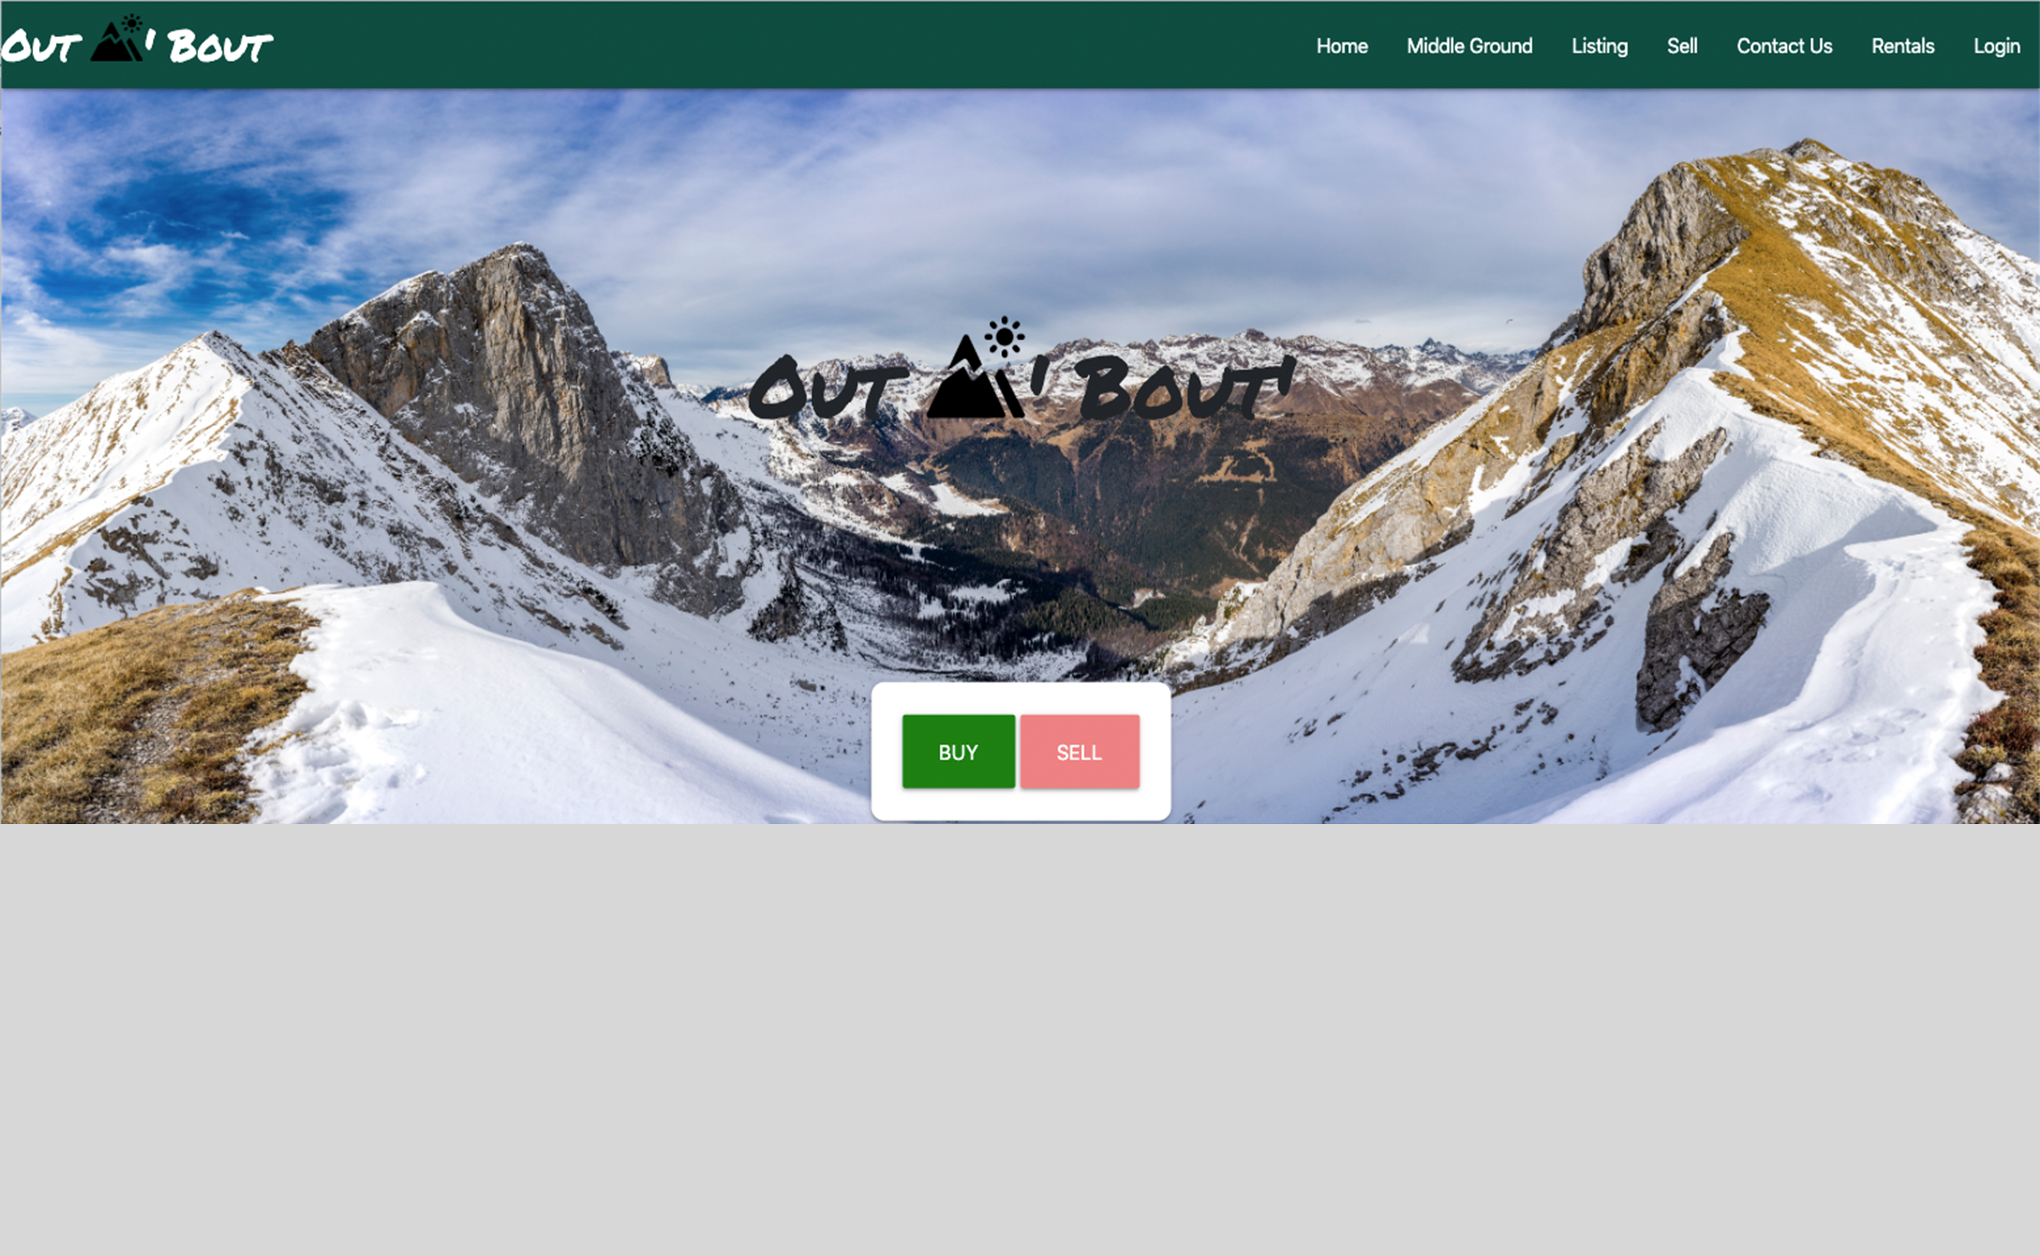 Out ' Bout
Home Middle Ground Listing Sell Contact Us Rentals Login
Out ' Bout'
BUY SELL